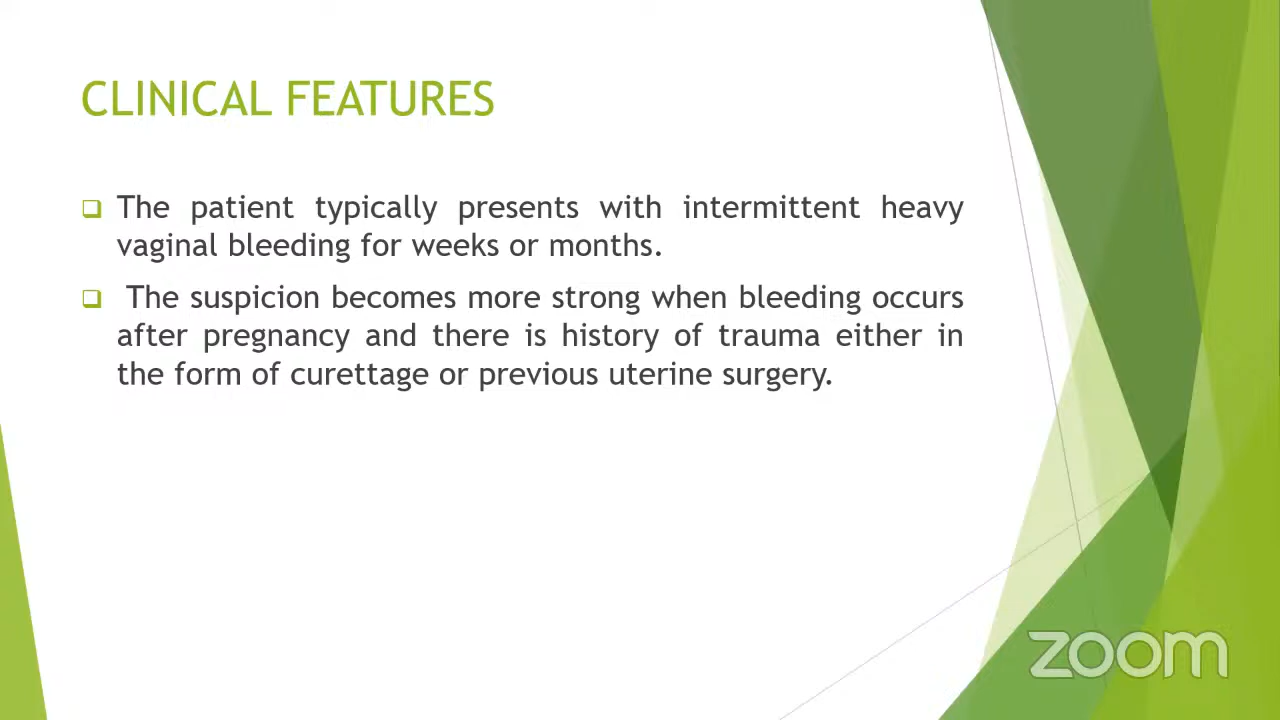 CLINICAL FEATURES
The patient typically presents with intermittent heavy
vaginal bleeding for weeks or months.
The suspicion becomes more strong when bleeding occurs
after pregnancy and there is history of trauma either in
the form of curettage or previous uterine surgery.
zoom